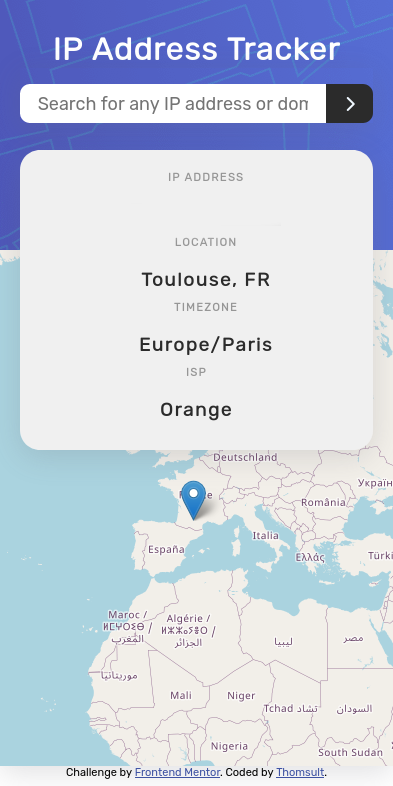 IP Address Tracker
Search for any IP address or dom
IP ADDRESS
LOCATION
Toulouse, FR
TIMEZONE
Europe/Paris
ISP
Orange
Deutschland
Україн
România
Italia
España
Ελλάς
Türki
Maroc /
ⵍⵎⵖⵔⵉⴱ /
المغرب
Algérie /
ⵍⵣⵣⴰⵢⴻⵔ /
الجزائر
ليبيا
مصر
موريتانيا
Mali
Niger
Tchad تشاد
السودان
Nigeria
South Sudan
Challenge by Frontend Mentor. Coded by Thomsult.